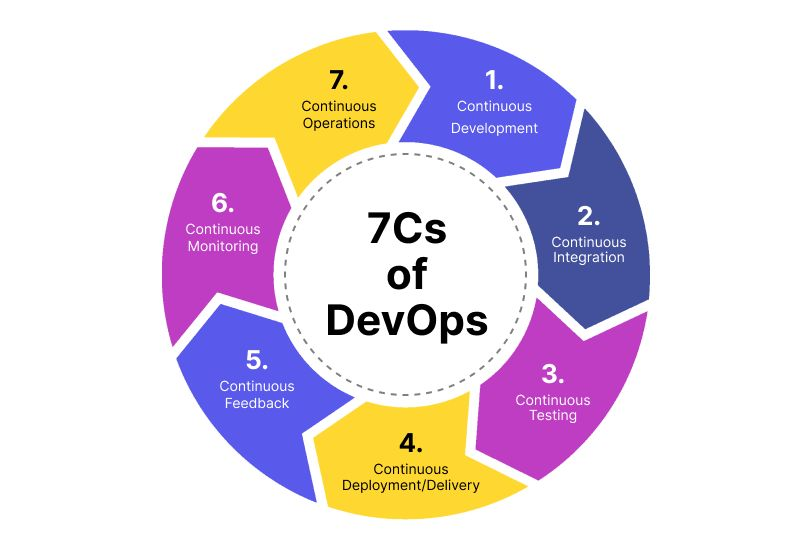 7Cs
of
DevOps
1.
Continuous
Development
2.
Continuous
Integration
3.
Continuous
Testing
4.
Continuous
Deployment/Delivery
5.
Continuous
Feedback
6.
Continuous
Monitoring
7.
Continuous
Operations